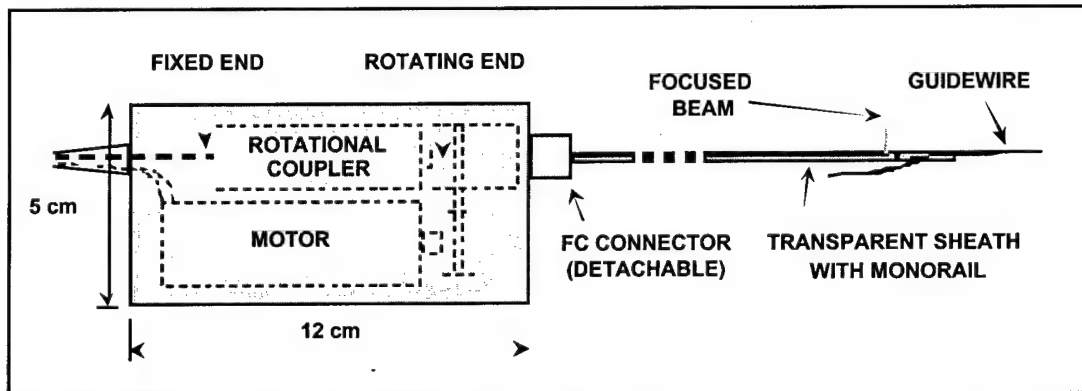 FIXED END
ROTATING END
FOCUSED
BEAM
GUIDEWIRE
ROTATIONAL
COUPLER
5 cm
MOTOR
FC CONNECTOR
(DETACHABLE)
TRANSPARENT SHEATH
WITH MONORAIL
12 cm